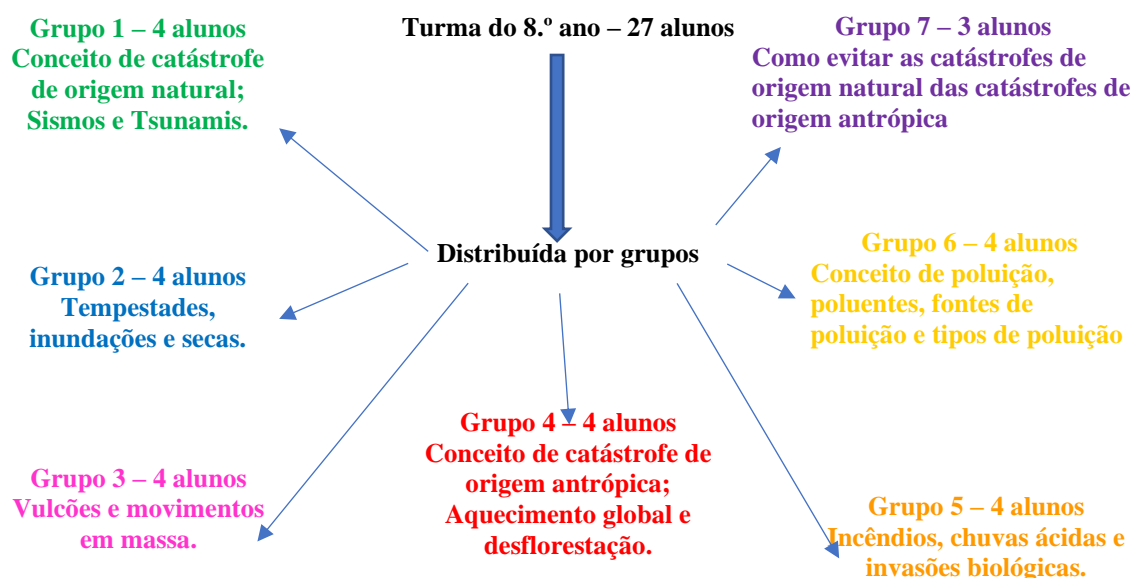 Turma do 8.º ano – 27 alunos
Distribuída por grupos
Grupo 1 – 4 alunos
Conceito de catástrofe
de origem natural;
Sismos e Tsunamis.
Grupo 2 – 4 alunos
Tempestades,
inundações e secas.
Grupo 3 – 4 alunos
Vulcões e movimentos
em massa.
Grupo 4 – 4 alunos
Conceito de catástrofe de
origem antrópica;
Aquecimento global e
desflorestação.
Grupo 5 – 4 alunos
Incêndios, chuvas ácidas e
invasões biológicas.
Grupo 6 – 4 alunos
Conceito de poluição,
poluentes, fontes de
poluição e tipos de poluição
Grupo 7 – 3 alunos
Como evitar as catástrofes de
origem natural das catástrofes de
origem antrópica